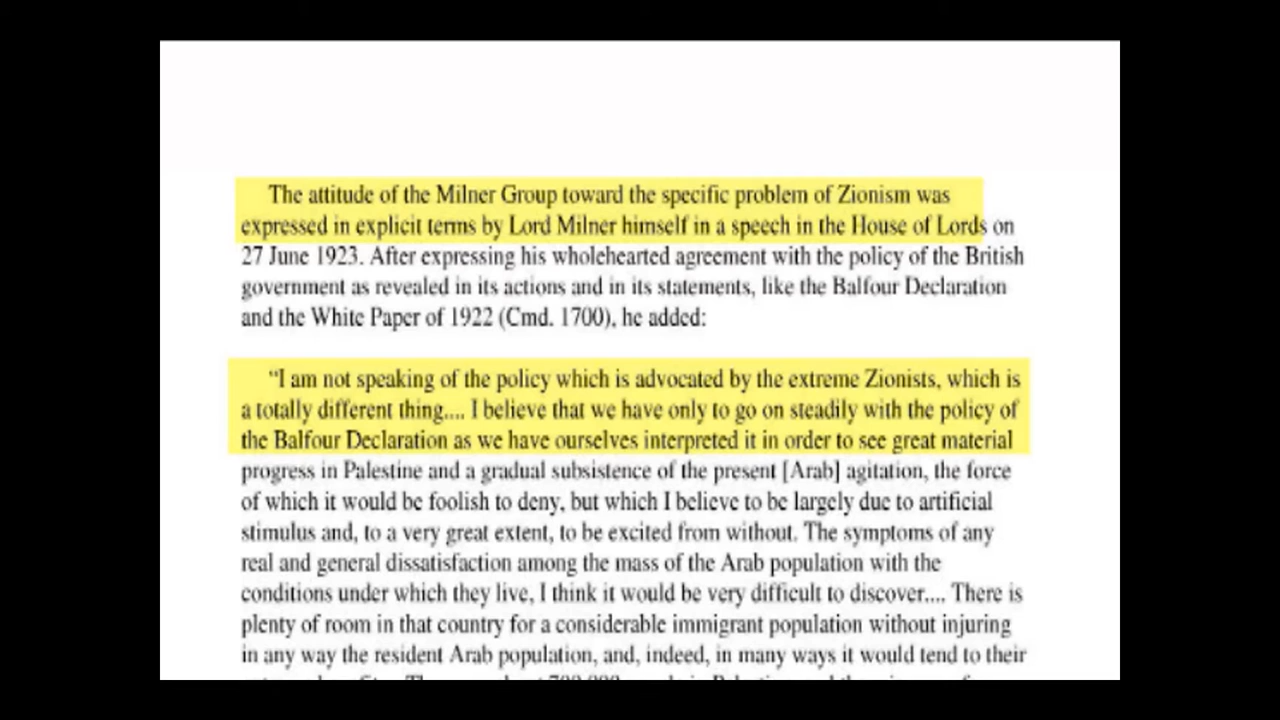 The attitude of the Milner Group toward the specific problem of Zionism was
expressed in explicit terms by Lord Milner himself in a speech in the House of Lords on
27 June 1923. After expressing his wholehearted agreement with the policy of the British
government as revealed in its actions and in its statements, like the Balfour Declaration
and the White Paper of 1922 (Cmd. 1700), he added:
“I am not speaking of the policy which is advocated by the extreme Zionists, which is
a totally different thing.... I believe that we have only to go on steadily with the policy of
the Balfour Declaration as we have ourselves interpreted it in order to see great material
progress in Palestine and a gradual subsistence of the present [Arab] agitation, the force
of which it would be foolish to deny, but which I believe to be largely due to artificial
stimulus and, to a very great extent, to be excited from without. The symptoms of any
real and general dissatisfaction among the mass of the Arab population with the
conditions under which they live, I think it would be very difficult to discover.... There is
plenty of room in that country for a considerable immigrant population without injuring
in any way the resident Arab population, and, indeed, in many ways it would tend to their